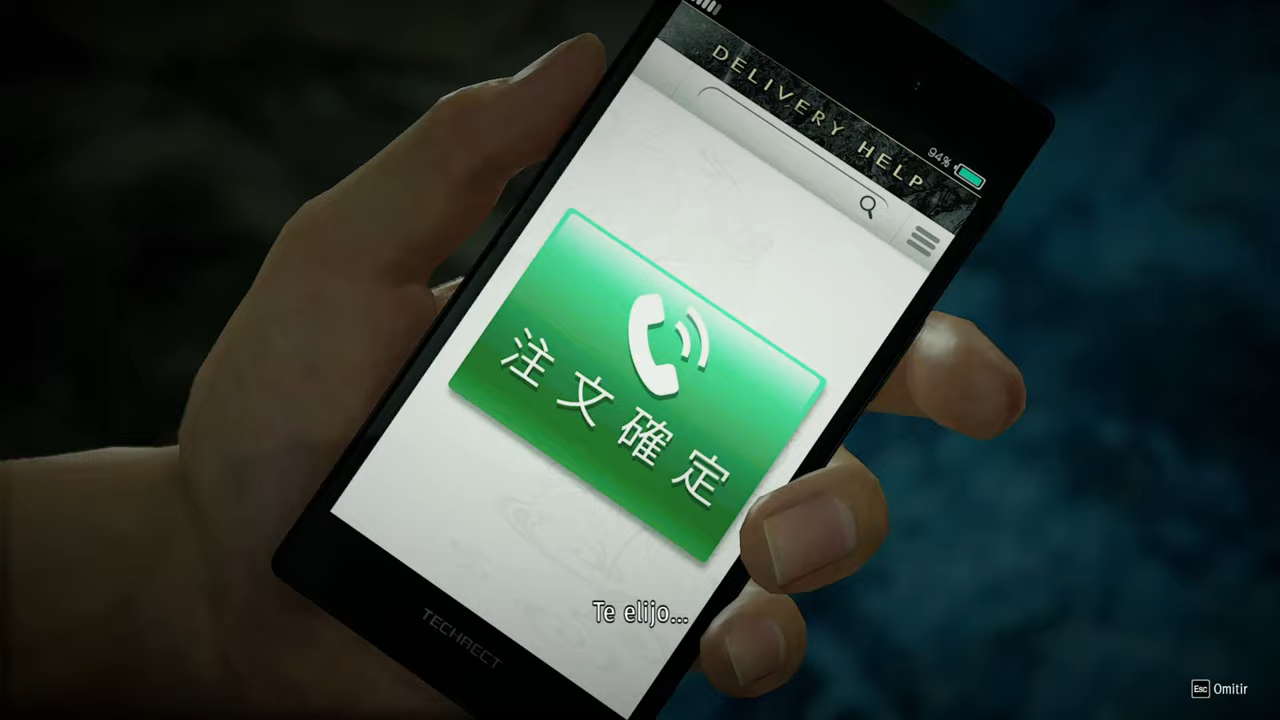 DELIVERY HELP
94%
注文確定
Te elijo...
TECHRECT
Esc Omitir